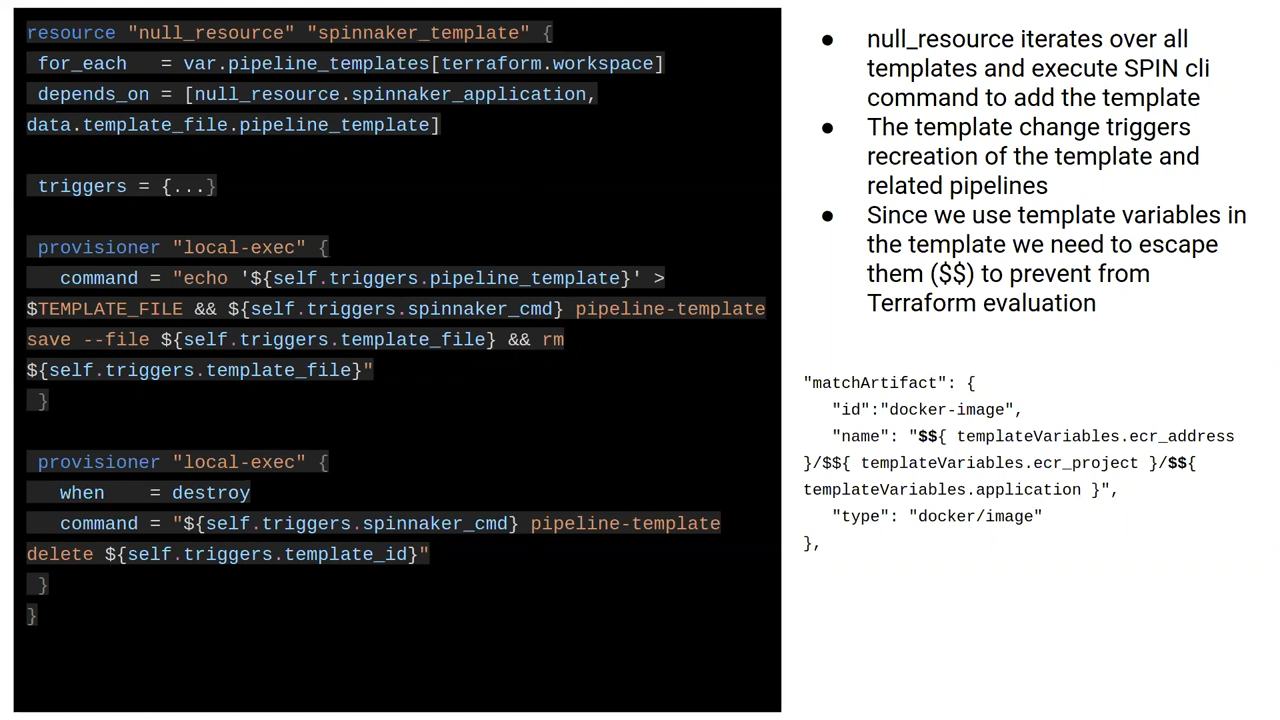 resource "null_resource" "spinnaker_template" {
for_each   = var.pipeline_templates[terraform.workspace]
depends_on = [null_resource.spinnaker_application,
data.template_file.pipeline_template]
triggers = {...}
provisioner "local-exec" {
command = "echo '${self.triggers.pipeline_template}' >
$TEMPLATE_FILE && ${self.triggers.spinnaker_cmd} pipeline-template
save --file ${self.triggers.template_file} && rm
${self.triggers.template_file}"
}
provisioner "local-exec" {
when    = destroy
command = "${self.triggers.spinnaker_cmd} pipeline-template
delete ${self.triggers.template_id}"
}
}
● null_resource iterates over all
templates and execute SPIN cli
command to add the template
● The template change triggers
recreation of the template and
related pipelines
● Since we use template variables in
the template we need to escape
them ($$) to prevent from
Terraform evaluation
"matchArtifact": {
"id":"docker-image",
"name": "$${ templateVariables.ecr_address
}/$${ templateVariables.ecr_project }/$${
templateVariables.application }",
"type": "docker/image"
},